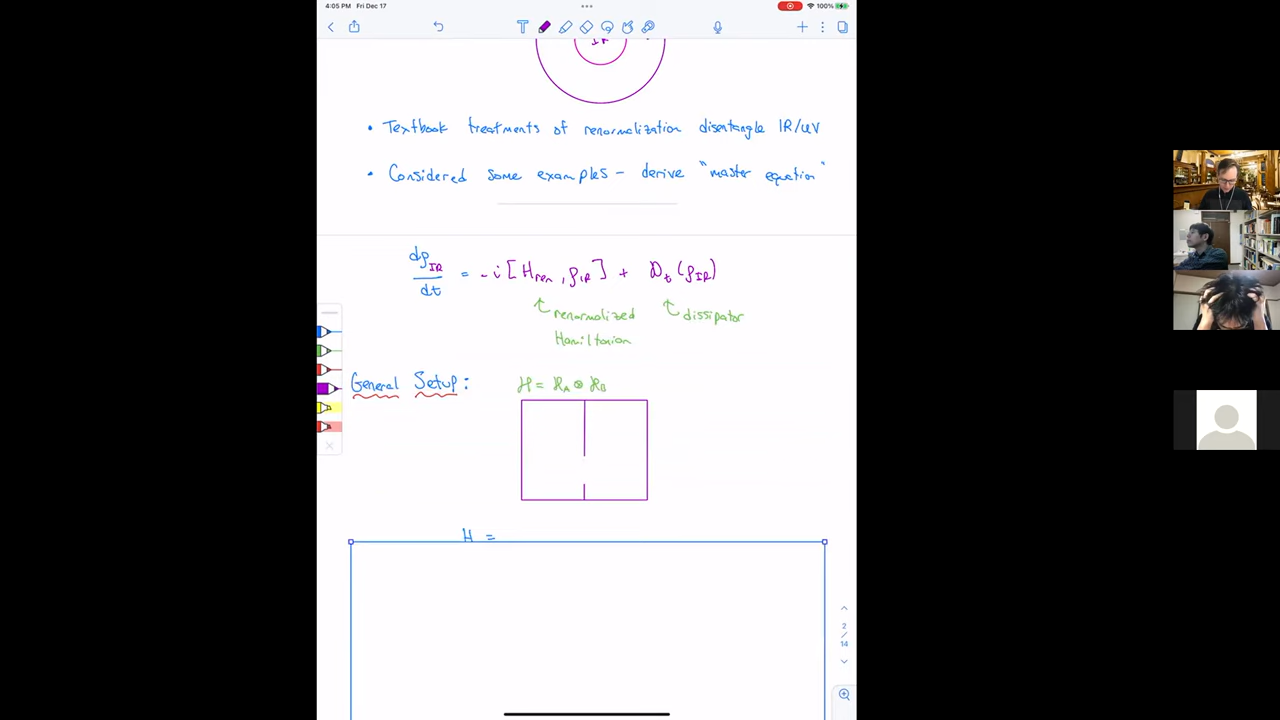 4:05 PM Fri Dec 17
100%
T
IR
• Textbook treatments of renormalization disentangle IR/UV
• Considered some examples - derive "master equation"
dρ_IR/dt = -i [H_ren, ρ_IR] + D_t(ρ_IR)
renormalized Hamiltonian
dissipator
General Setup:
H = H_A ⊗ H_B
H =
2 / 14